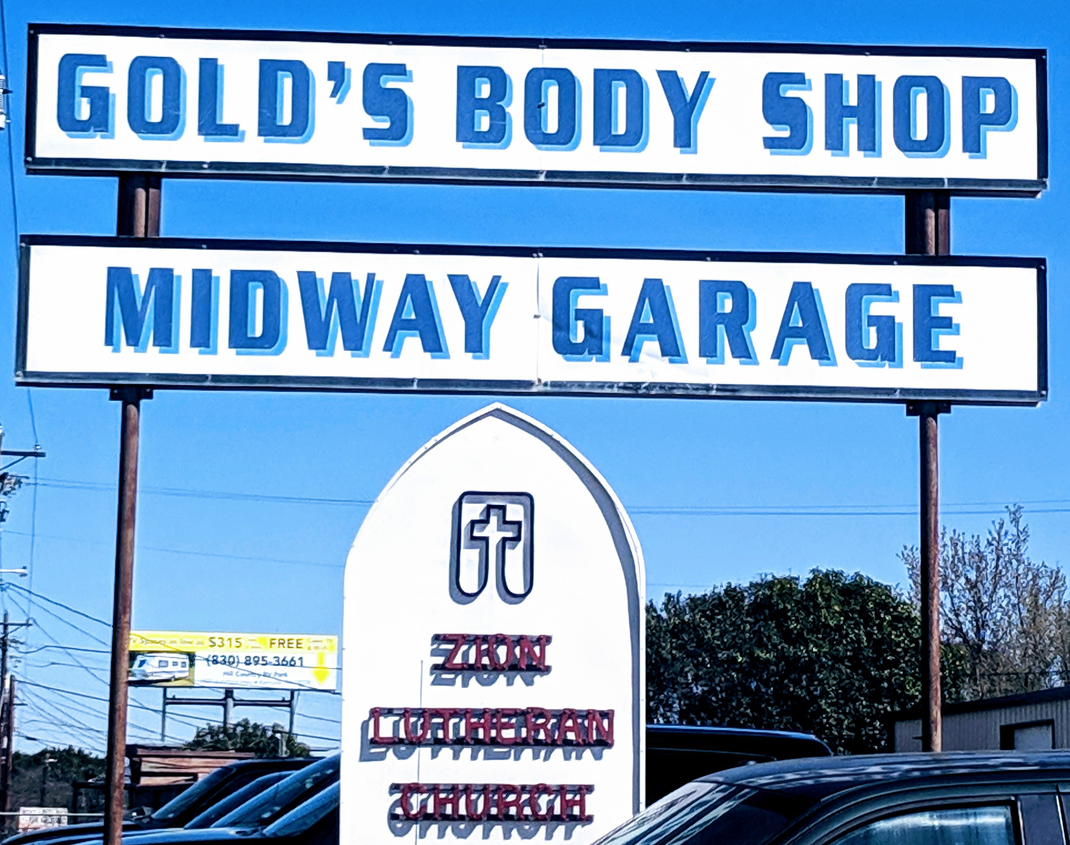 GOLD'S BODY SHOP
MIDWAY GARAGE
ZION
LUTHERAN
CHURCH
$315 FREE
(830) 895-3661
Hill Country RV Park